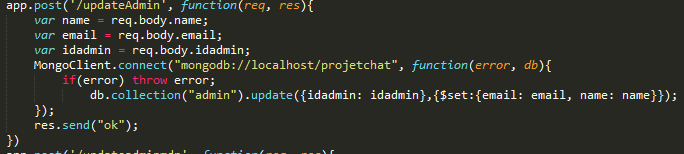 app.post('/updateAdmin', function(req, res){
    var name = req.body.name;
    var email = req.body.email;
    var idadmin = req.body.idadmin;
    MongoClient.connect("mongodb://localhost/projetchat", function(error, db){
        if(error) throw error;
            db.collection("admin").update({idadmin: idadmin},{$set:{email: email, name: name}});
    });
    res.send("ok");
})